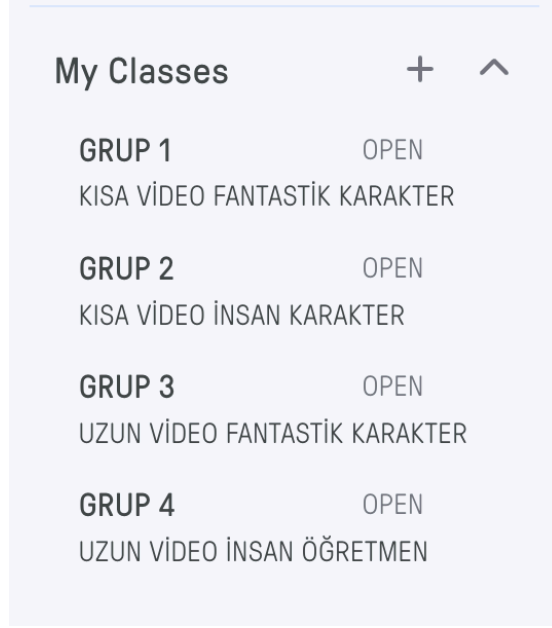 My Classes
GRUP 1 OPEN
KISA VİDEO FANTASTİK KARAKTER
GRUP 2 OPEN
KISA VİDEO İNSAN KARAKTER
GRUP 3 OPEN
UZUN VİDEO FANTASTİK KARAKTER
GRUP 4 OPEN
UZUN VİDEO İNSAN ÖĞRETMEN